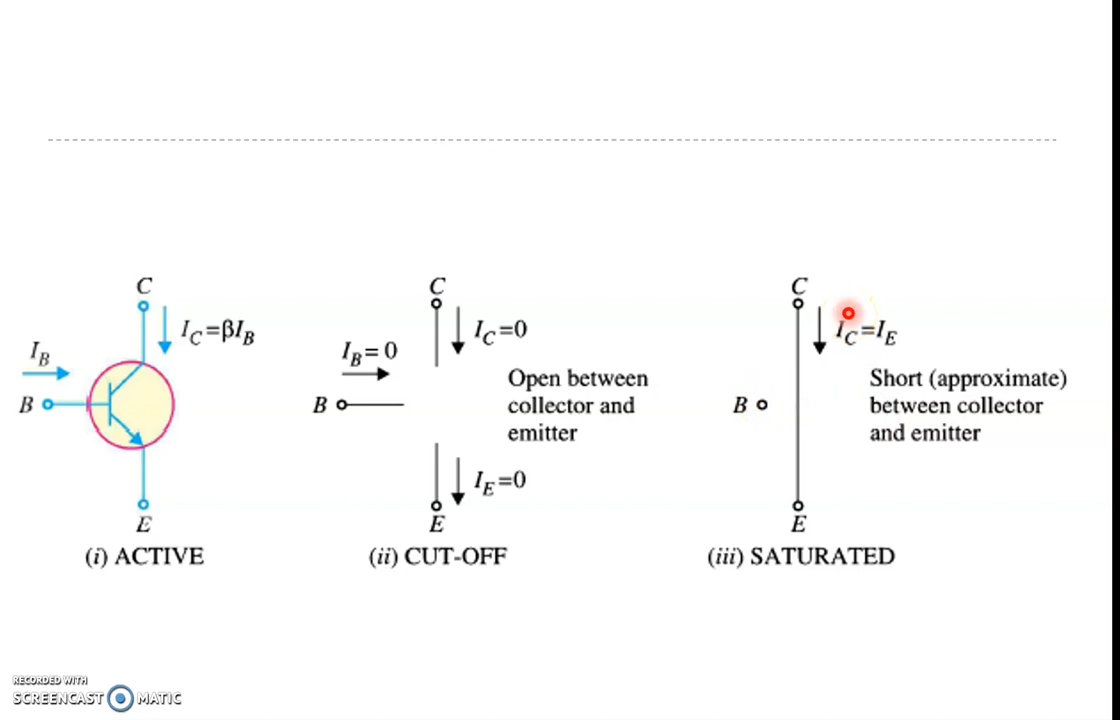 C
I_C=βI_B
I_B
B
E
(i) ACTIVE
C
I_C=0
I_B=0
B
Open between
collector and
emitter
I_E=0
E
(ii) CUT-OFF
C
I_C=I_E
B
Short (approximate)
between collector
and emitter
E
(iii) SATURATED
RECORDED WITH
SCREENCAST MATIC